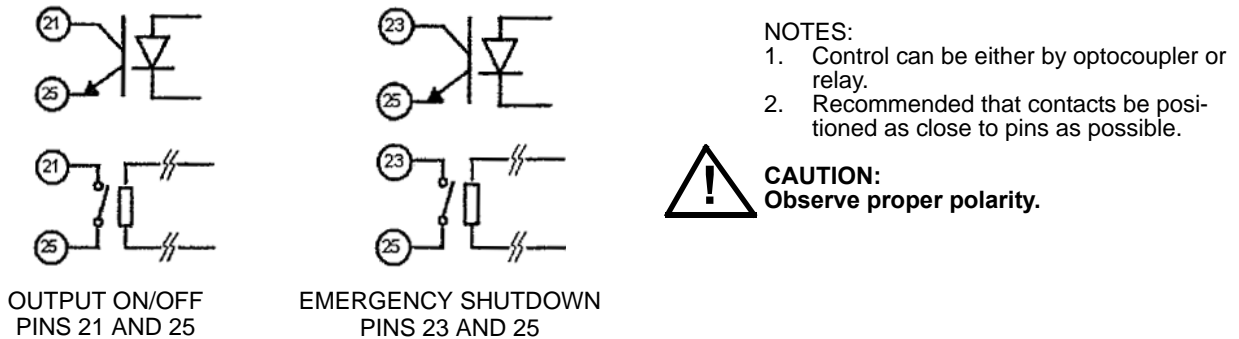 21
25
23
25
21
25
23
25
OUTPUT ON/OFF
PINS 21 AND 25
EMERGENCY SHUTDOWN
PINS 23 AND 25
NOTES:
1. Control can be either by optocoupler or
relay.
2. Recommended that contacts be posi-
tioned as close to pins as possible.
!
CAUTION:
Observe proper polarity.